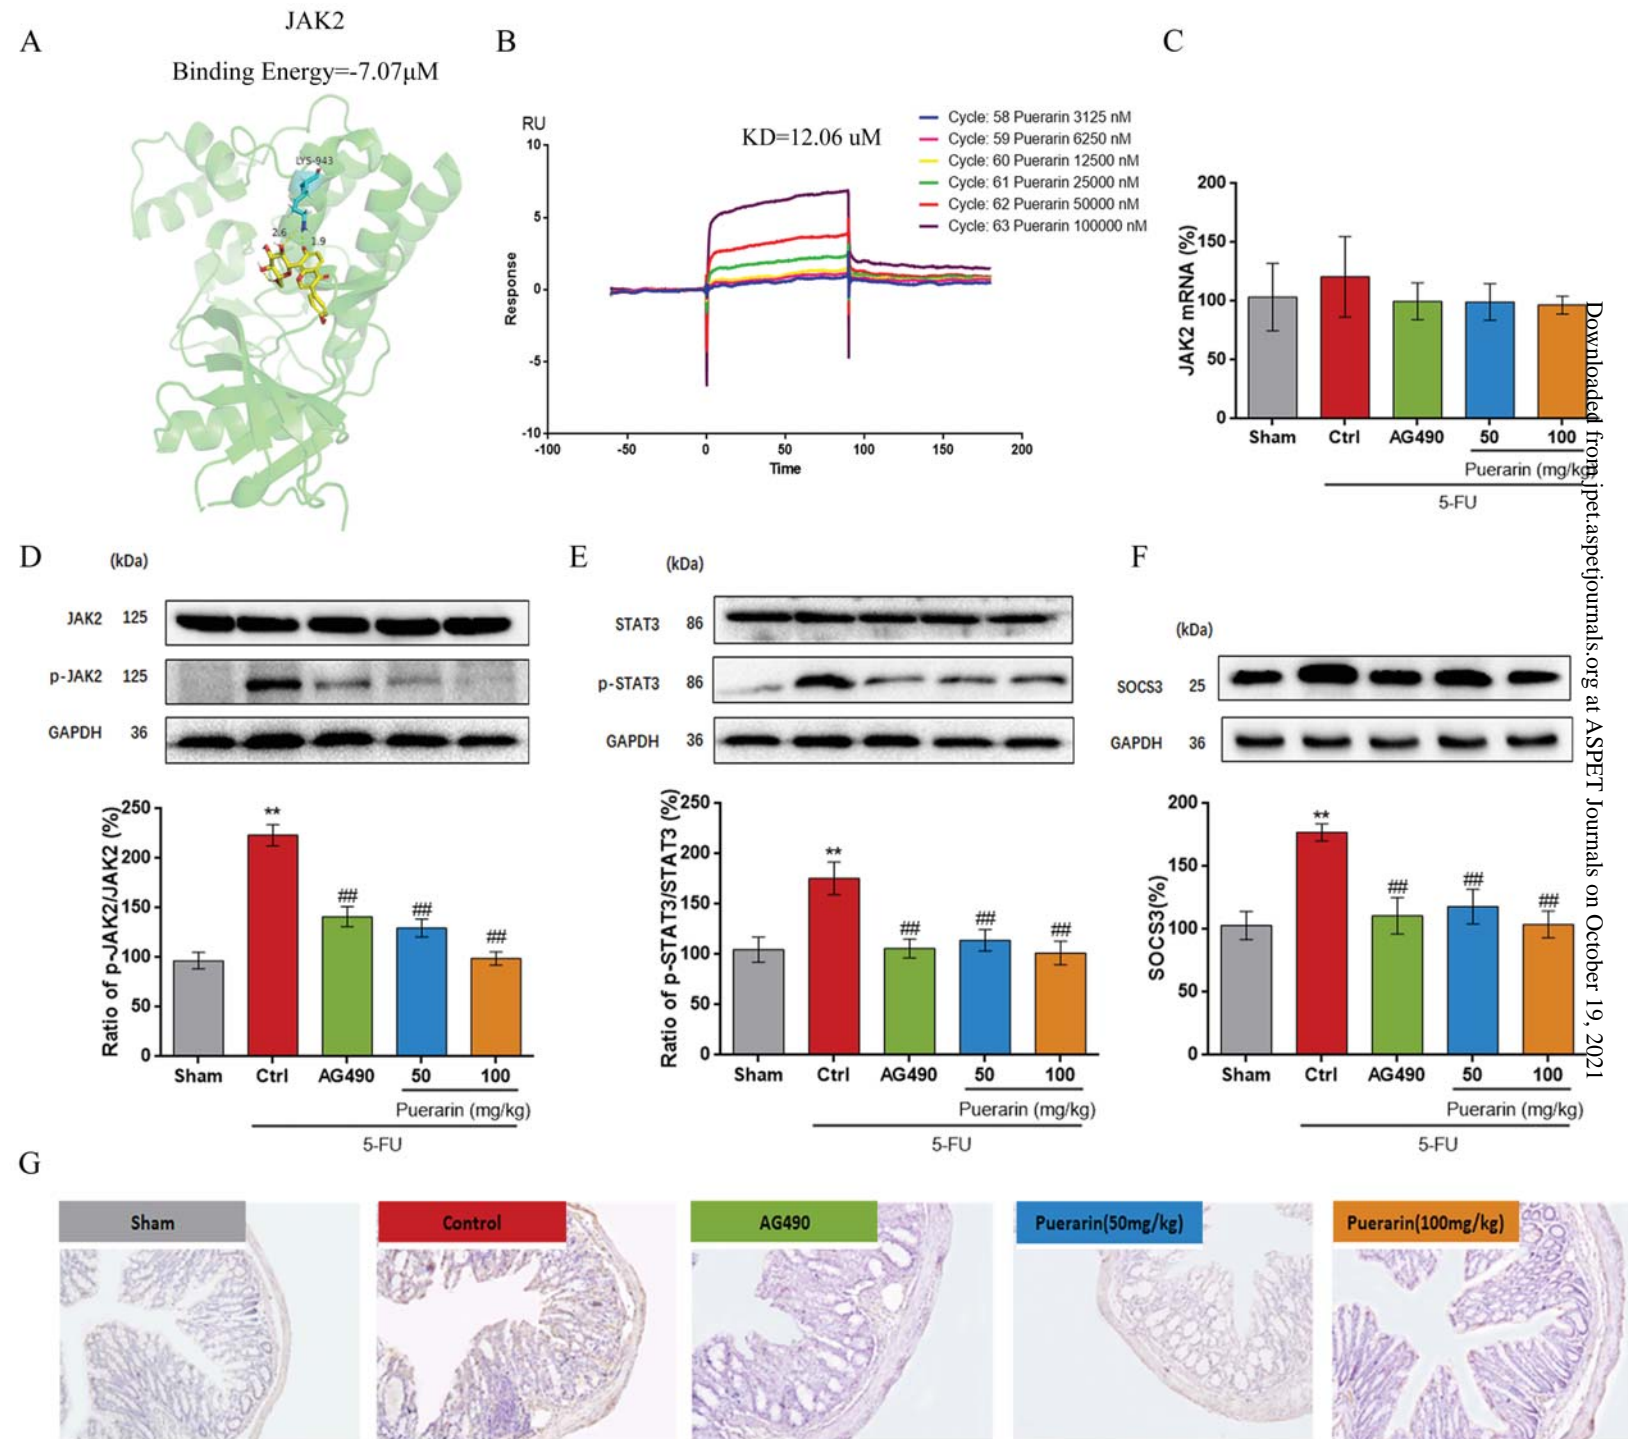 JAK2
A
B
C
Binding Energy=-7.07μM
LYS-943
2.6
1.9
RU
KD=12.06 uM
Cycle: 58 Puerarin 3125 nM
Cycle: 59 Puerarin 6250 nM
Cycle: 60 Puerarin 12500 nM
Cycle: 61 Puerarin 25000 nM
Cycle: 62 Puerarin 50000 nM
Cycle: 63 Puerarin 100000 nM
10
5
0
-5
-10
Response
-100 -50 0 50 100 150 200
Time
JAK2 mRNA (%)
200
150
100
50
0
Sham Ctrl AG490 50 100
Puerarin (mg/kg)
5-FU
D
(kDa)
JAK2 125
p-JAK2 125
GAPDH 36
Ratio of p-JAK2/JAK2 (%)
250
200
150
100
50
0
**
##
##
##
Sham Ctrl AG490 50 100
Puerarin (mg/kg)
5-FU
E
(kDa)
STAT3 86
p-STAT3 86
GAPDH 36
Ratio of p-STAT3/STAT3 (%)
250
200
150
100
50
0
**
##
##
##
Sham Ctrl AG490 50 100
Puerarin (mg/kg)
5-FU
F
(kDa)
SOCS3 25
GAPDH 36
SOCS3(%)
200
150
100
50
0
**
##
##
##
Sham Ctrl AG490 50 100
Puerarin (mg/kg)
5-FU
G
Sham
Control
AG490
Puerarin(50mg/kg)
Puerarin(100mg/kg)
Downloaded from jpet.aspetjournals.org at ASPET Journals on October 19, 2021